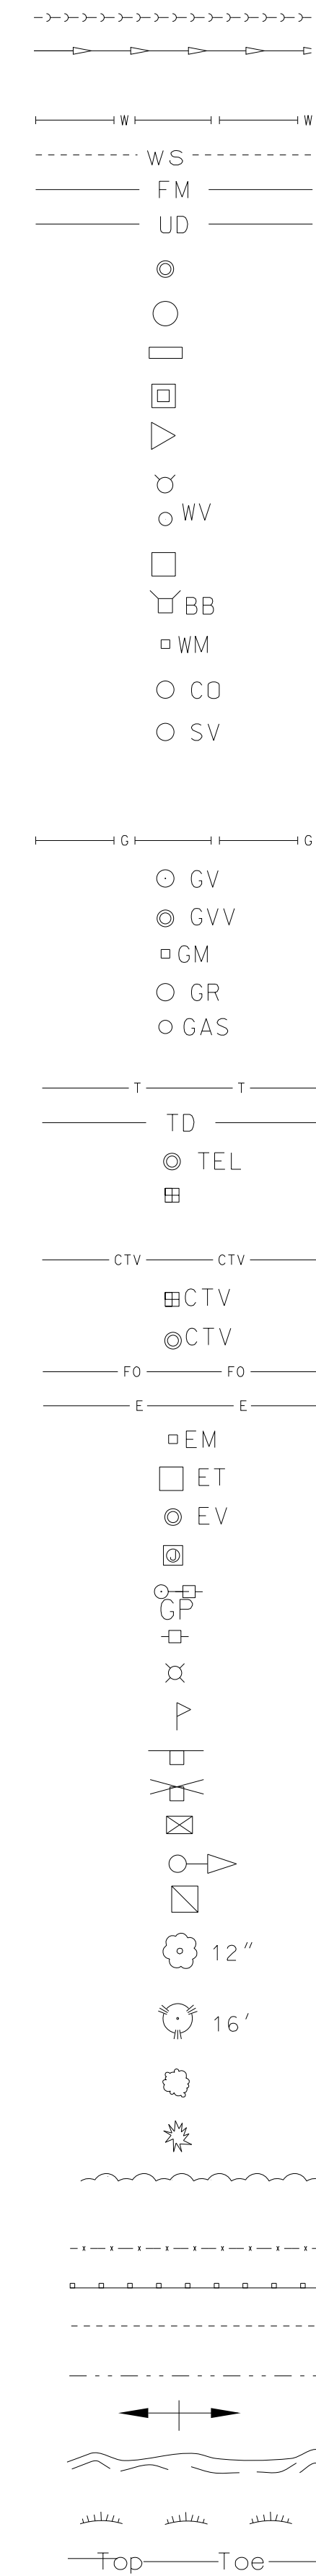 W W
WS
FM
UD
WV
BB
WM
CO
SV
G G
GV
GVV
GM
GR
GAS
T T
TD
TEL
CTV CTV
CTV
CTV
FO FO
E E
EM
ET
EV
J
GP
12"
16'
x x x x x x x x x
Top Toe